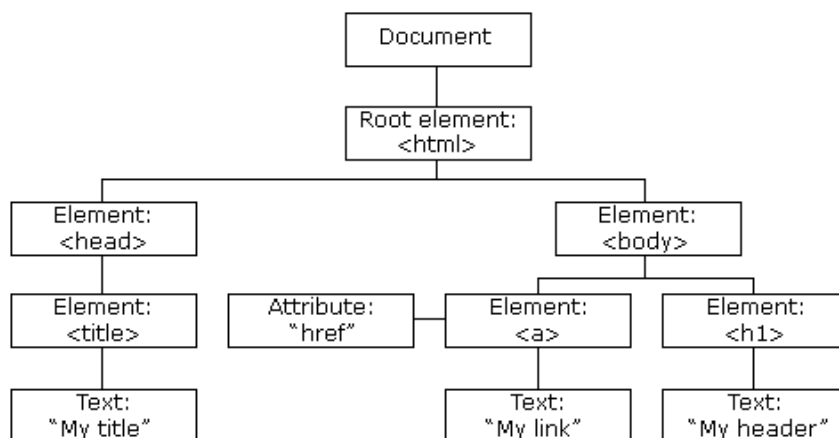 Document
Root element:
<html>
Element:
<head>
Element:
<body>
Element:
<title>
Attribute:
“href”
Element:
<a>
Element:
<h1>
Text:
“My title”
Text:
“My link”
Text:
“My header”